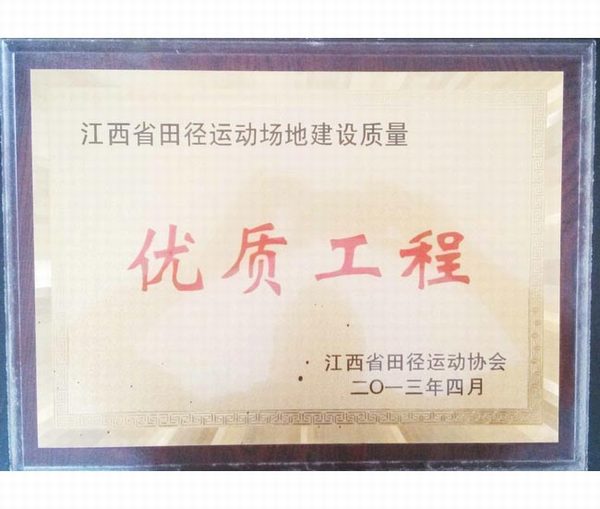 江西省田径运动场地建设质量
优质工程
江西省田径运动协会
二〇一三年四月